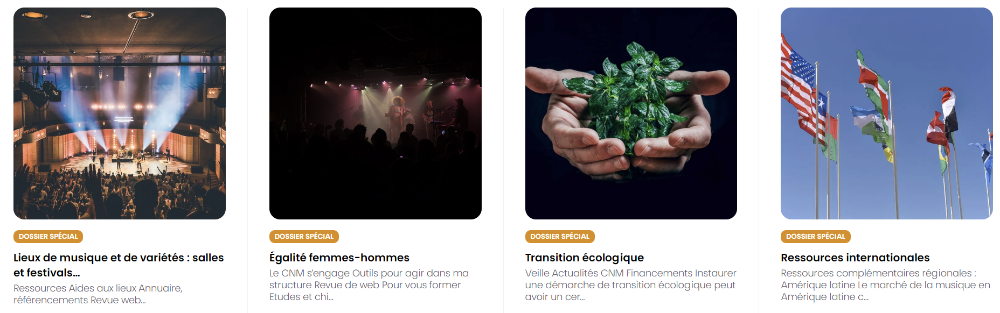 DOSSIER SPÉCIAL
Lieux de musique et de variétés : salles
et festivals...
Ressources Aides aux lieux Annuaire,
référencements Revue web...
DOSSIER SPÉCIAL
Égalité femmes-hommes
Le CNM s’engage Outils pour agir dans ma
structure Revue de web Pour vous former
Etudes et chi...
DOSSIER SPÉCIAL
Transition écologique
Veille Actualités CNM Financements Instaurer
une démarche de transition écologique peut
avoir un cer...
DOSSIER SPÉCIAL
Ressources internationales
Ressources complémentaires régionales :
Amérique latine Le marché de la musique en
Amérique latine c...